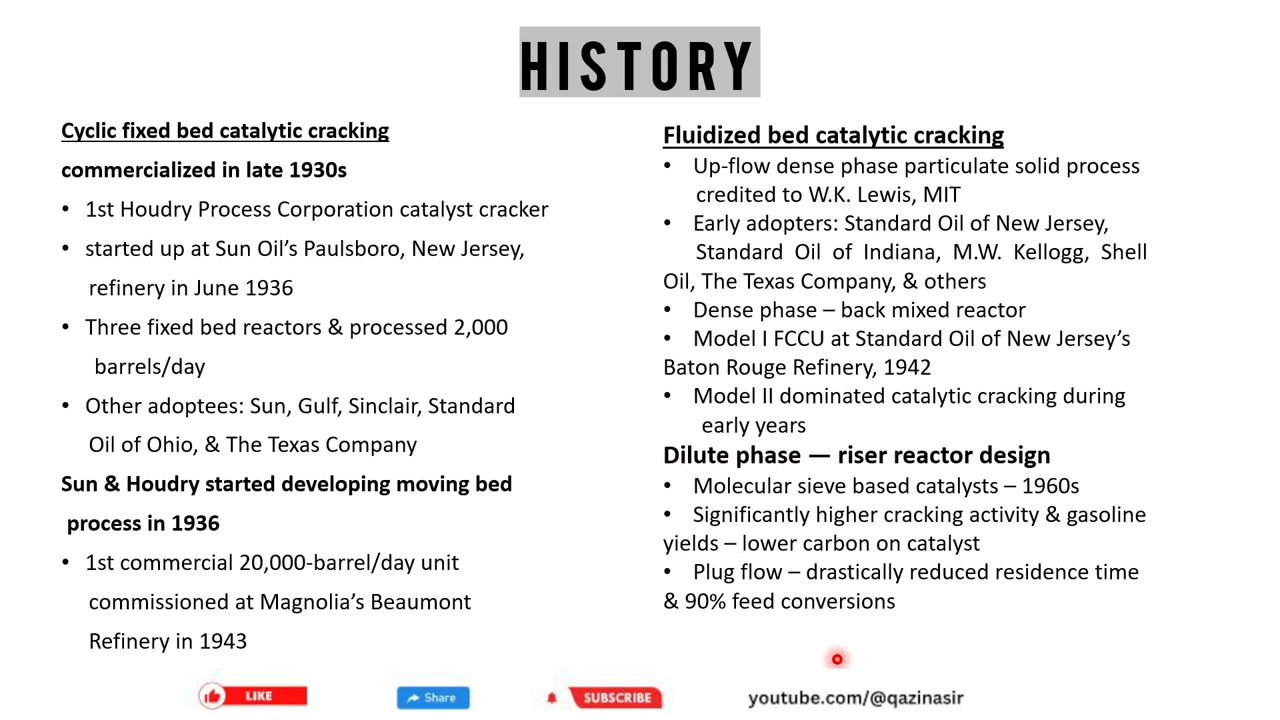 HISTORY
Cyclic fixed bed catalytic cracking
commercialized in late 1930s
• 1st Houdry Process Corporation catalyst cracker
• started up at Sun Oil’s Paulsboro, New Jersey,
refinery in June 1936
• Three fixed bed reactors & processed 2,000
barrels/day
• Other adoptees: Sun, Gulf, Sinclair, Standard
Oil of Ohio, & The Texas Company
Sun & Houdry started developing moving bed
process in 1936
• 1st commercial 20,000-barrel/day unit
commissioned at Magnolia’s Beaumont
Refinery in 1943
Fluidized bed catalytic cracking
• Up-flow dense phase particulate solid process
credited to W.K. Lewis, MIT
• Early adopters: Standard Oil of New Jersey,
Standard Oil of Indiana, M.W. Kellogg, Shell
Oil, The Texas Company, & others
• Dense phase – back mixed reactor
• Model I FCCU at Standard Oil of New Jersey’s
Baton Rouge Refinery, 1942
• Model II dominated catalytic cracking during
early years
Dilute phase — riser reactor design
• Molecular sieve based catalysts – 1960s
• Significantly higher cracking activity & gasoline
yields – lower carbon on catalyst
• Plug flow – drastically reduced residence time
& 90% feed conversions
LIKE
Share
SUBSCRIBE
youtube.com/@qazinasir